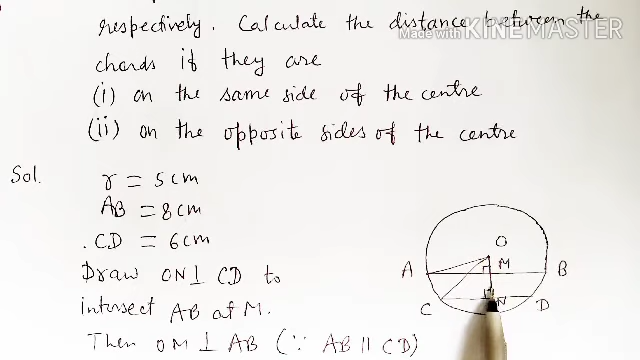 respectively. Calculate the distance between the
Made with KINEMASTER
chords if they are
(i) on the same side of the centre
(ii) on the opposite sides of the centre
Sol. r = 5cm
AB = 8cm
CD = 6cm
Draw ON⊥ CD to
intersect AB at M.
Then OM ⊥ AB (∵ AB || CD)
O
A M B
C N D